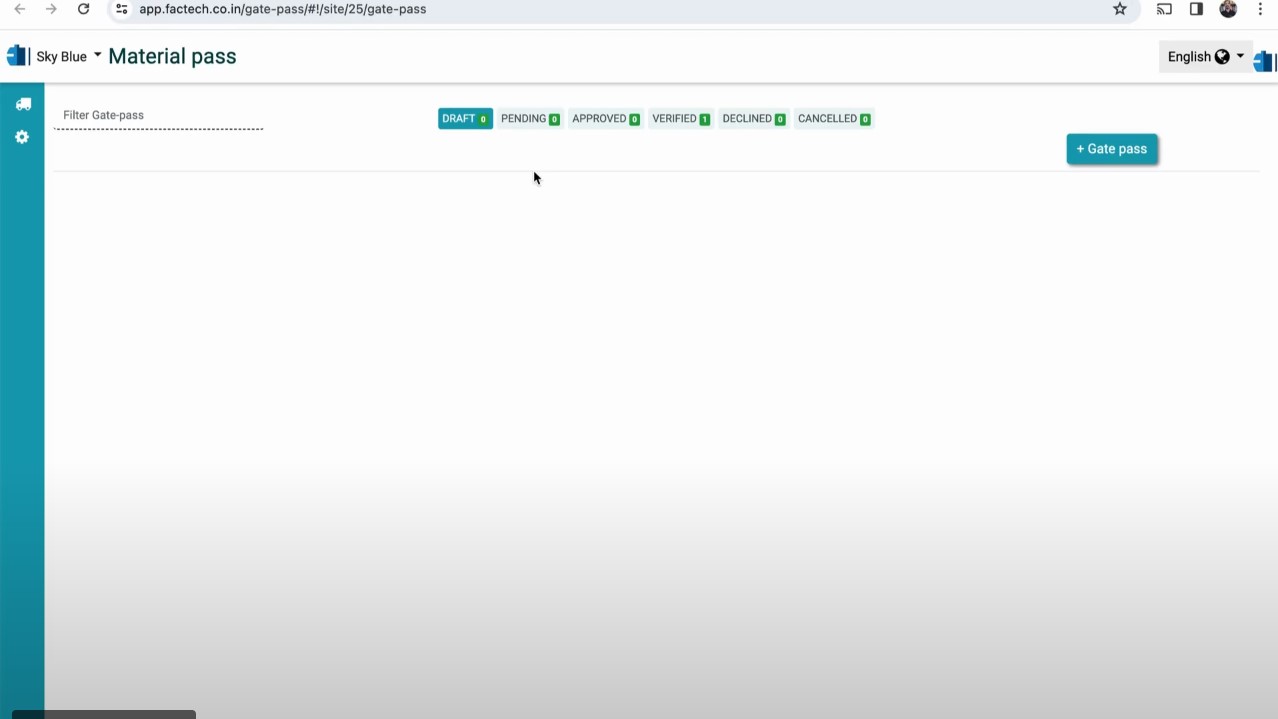 app.factech.co.in/gate-pass/#!/site/25/gate-pass
Sky Blue Material pass English
Filter Gate-pass DRAFT 0 PENDING 0 APPROVED 0 VERIFIED 1 DECLINED 0 CANCELLED 0
+ Gate pass